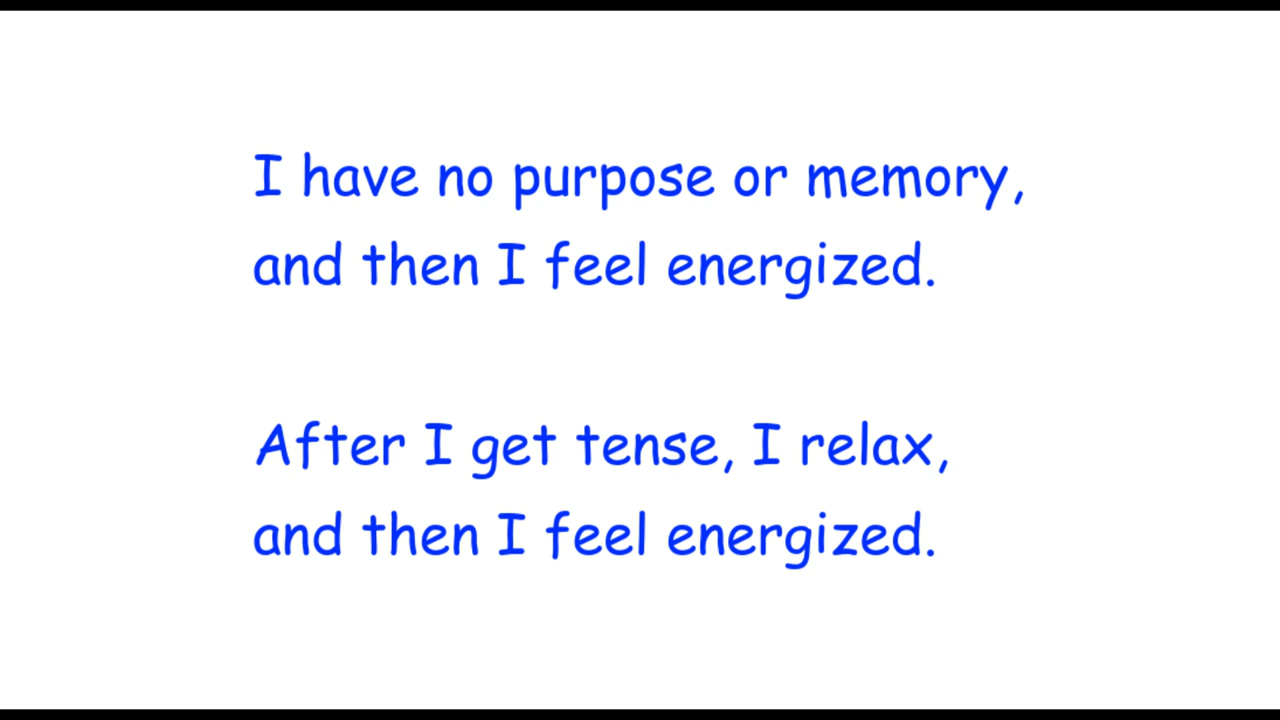 I have no purpose or memory,
and then I feel energized.
After I get tense, I relax,
and then I feel energized.